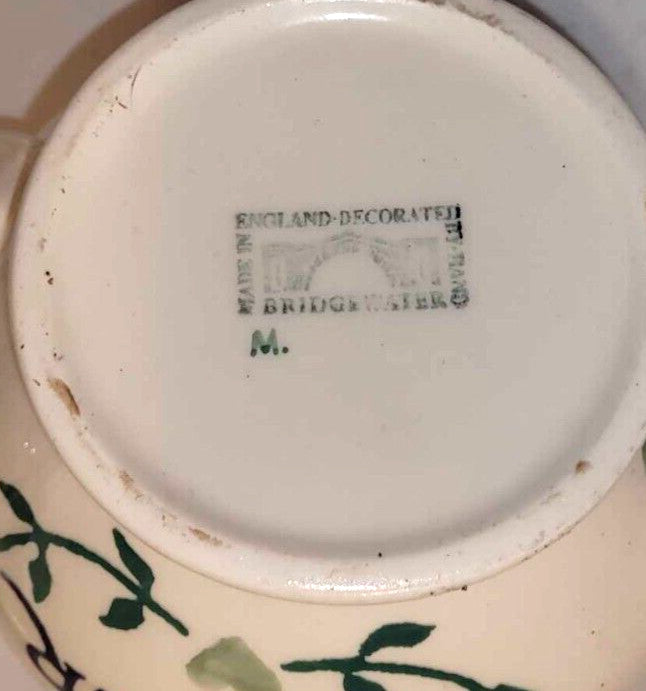 MADE IN
ENGLAND·DECORATED
BY·HAND
BRIDGEWATER
M.